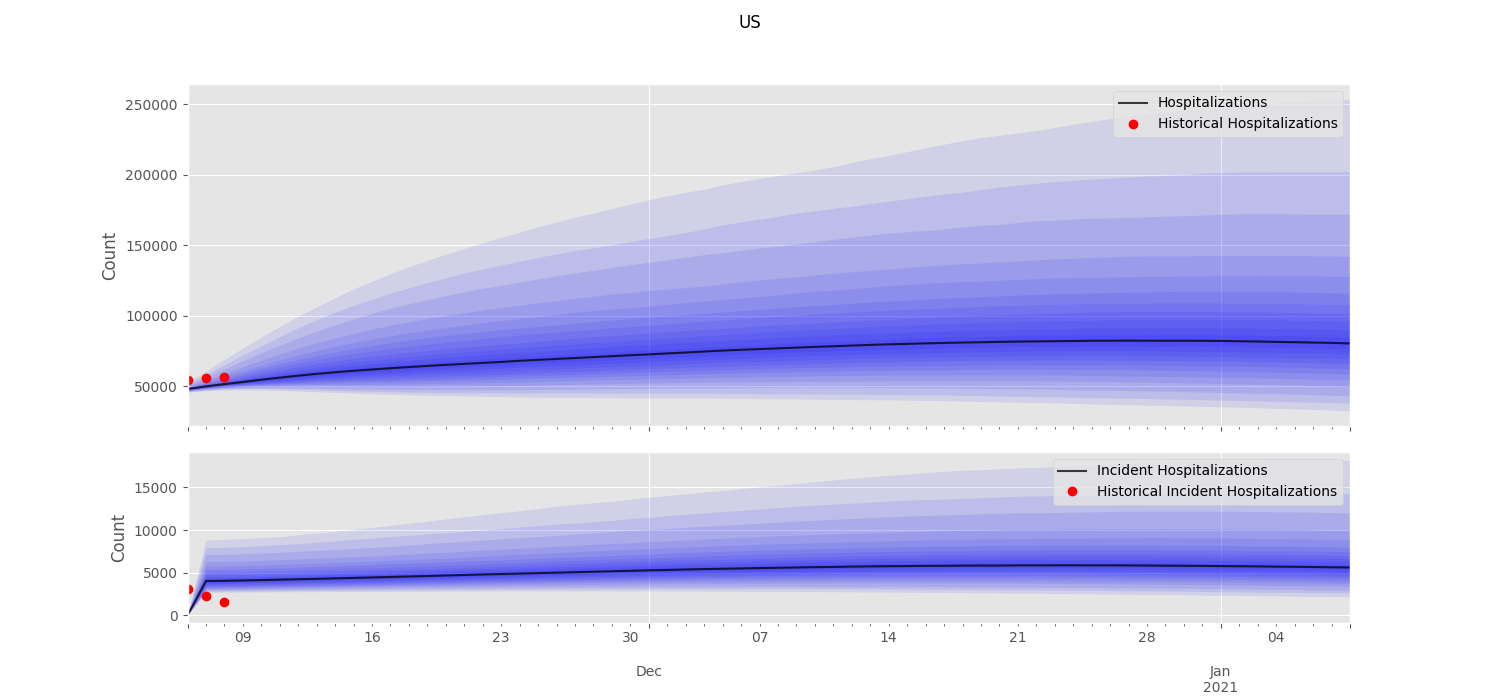 US
250000
200000
150000
100000
50000
Count
Hospitalizations
Historical Hospitalizations
15000
10000
5000
0
Count
Incident Hospitalizations
Historical Incident Hospitalizations
09 16 23 30 07 14 21 28 04
Dec Jan
2021